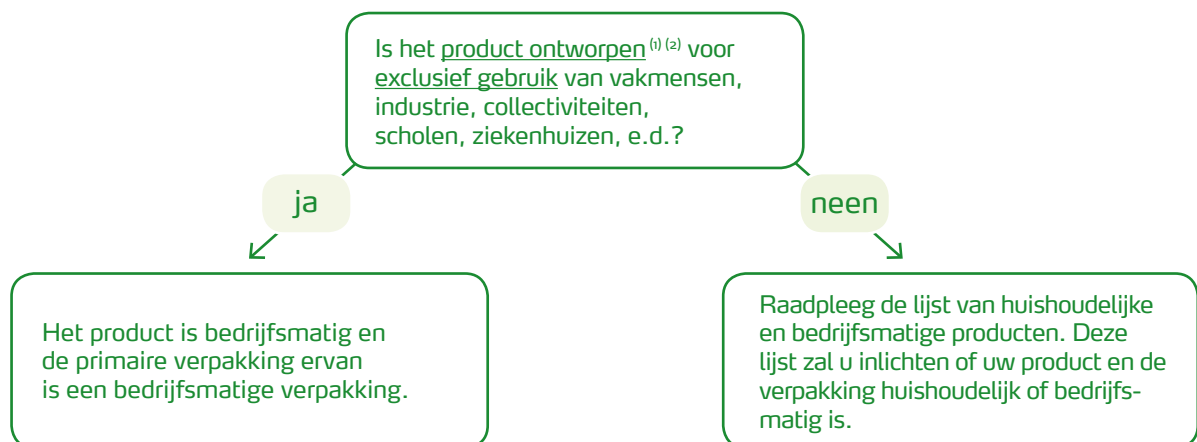 Is het product ontworpen (1) (2) voor
exclusief gebruik van vakmensen,
industrie, collectiviteiten,
scholen, ziekenhuizen, e.d.?
ja
neen
Het product is bedrijfsmatig en
de primaire verpakking ervan
is een bedrijfsmatige verpakking.
Raadpleeg de lijst van huishoudelijke
en bedrijfsmatige producten. Deze
lijst zal u inlichten of uw product en de
verpakking huishoudelijk of bedrijfs-
matig is.